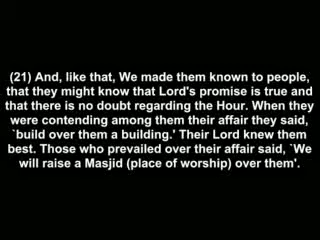 (21) And, like that, We made them known to people,
that they might know that Lord's promise is true and
that there is no doubt regarding the Hour. When they
were contending among them their affair they said,
`build over them a building.' Their Lord knew them
best. Those who prevailed over their affair said, `We
will raise a Masjid (place of worship) over them'.